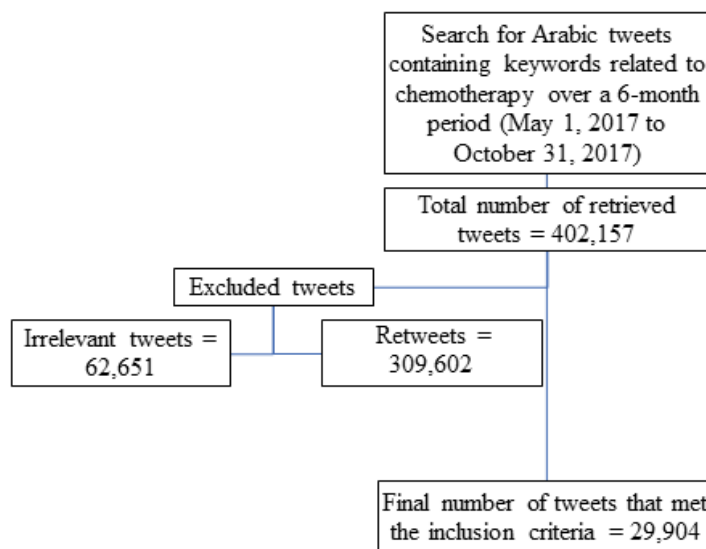 Search for Arabic tweets
containing keywords related to
chemotherapy over a 6-month
period (May 1, 2017 to
October 31, 2017)
Total number of retrieved
tweets = 402,157
Excluded tweets
Irrelevant tweets =
62,651
Retweets =
309,602
Final number of tweets that met
the inclusion criteria = 29,904